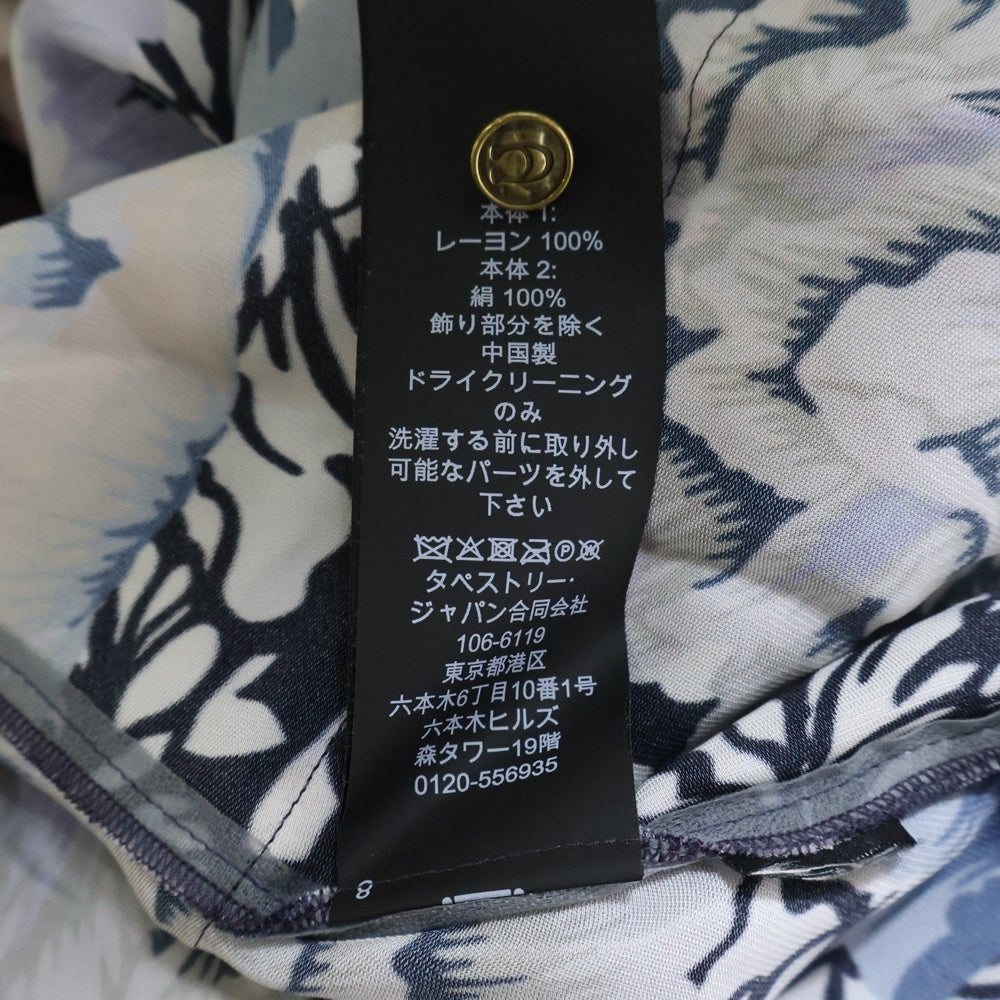 本体 1:
レーヨン 100%
本体 2:
絹 100%
飾り部分を除く
中国製
ドライクリーニング
のみ
洗濯する前に取り外し
可能なパーツを外して
下さい
タペストリー・
ジャパン合同会社
106-6119
東京都港区
六本木6丁目10番1号
六本木ヒルズ
森タワー19階
0120-556935
8